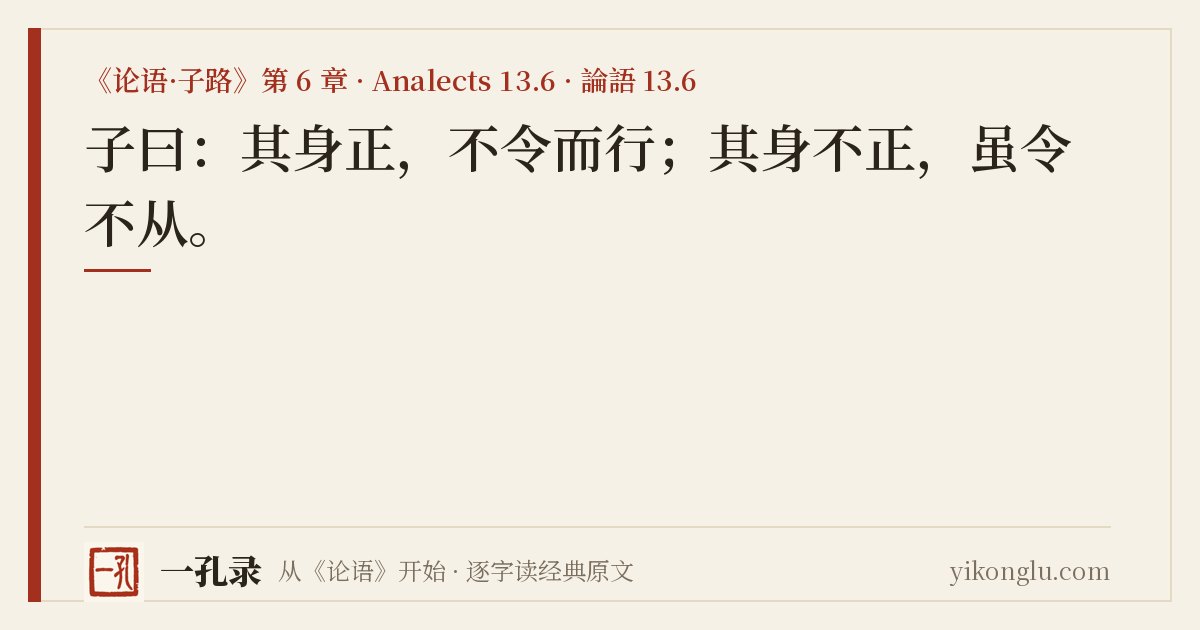 《论语·子路》第 6 章 · Analects 13.6 · 論語 13.6
子曰：其身正，不令而行；其身不正，虽令
不从。
一孔
一孔录 从《论语》开始 · 逐字读经典原文 yikonglu.com